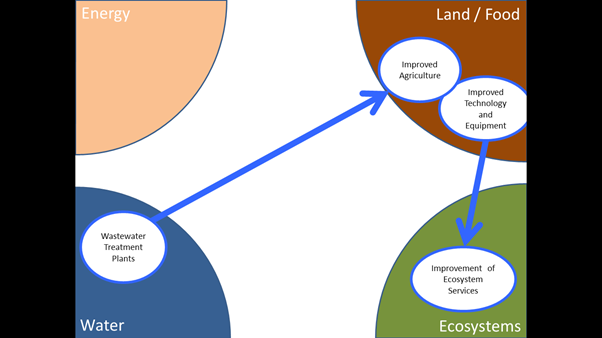 Energy
Land / Food
Improved
Agriculture
Improved
Technology
and
Equipment
Wastewater
Treatment
Plants
Improvement of
Ecosystem
Services
Water
Ecosystems